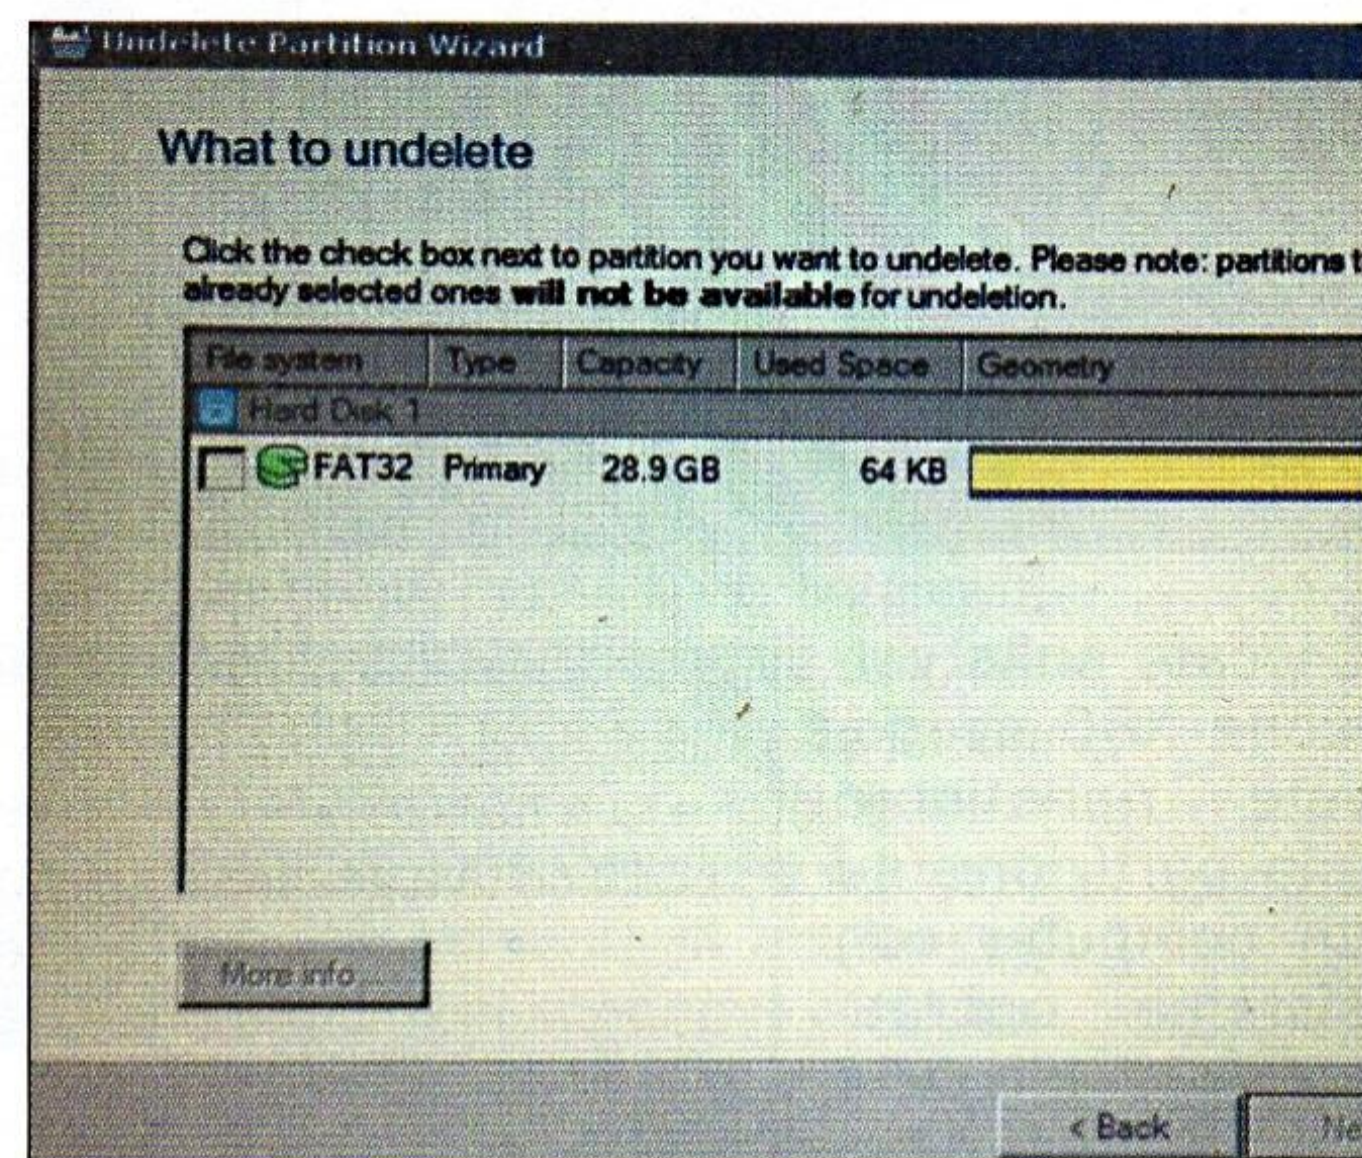 Undelete Partition Wizard
What to undelete
Click the check box next to partition you want to undelete. Please note: partitions t
already selected ones will not be available for undeletion.
File system Type Capacity Used Space Geometry
Hard Disk 1
FAT32 Primary 28.9 GB 64 KB
More info ...
< Back Ne